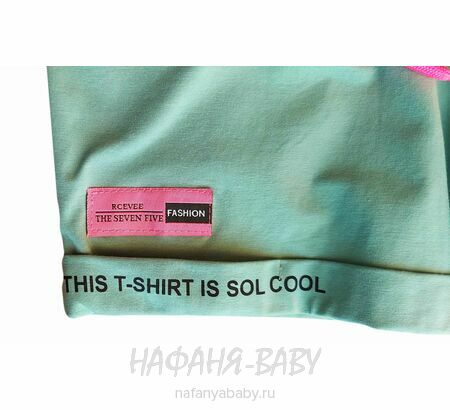 RCEVEE
THE SEVEN FIVE FASHION
THIS T-SHIRT IS SOL COOL
НАФАНЯ-BABY
nafanyababy.ru